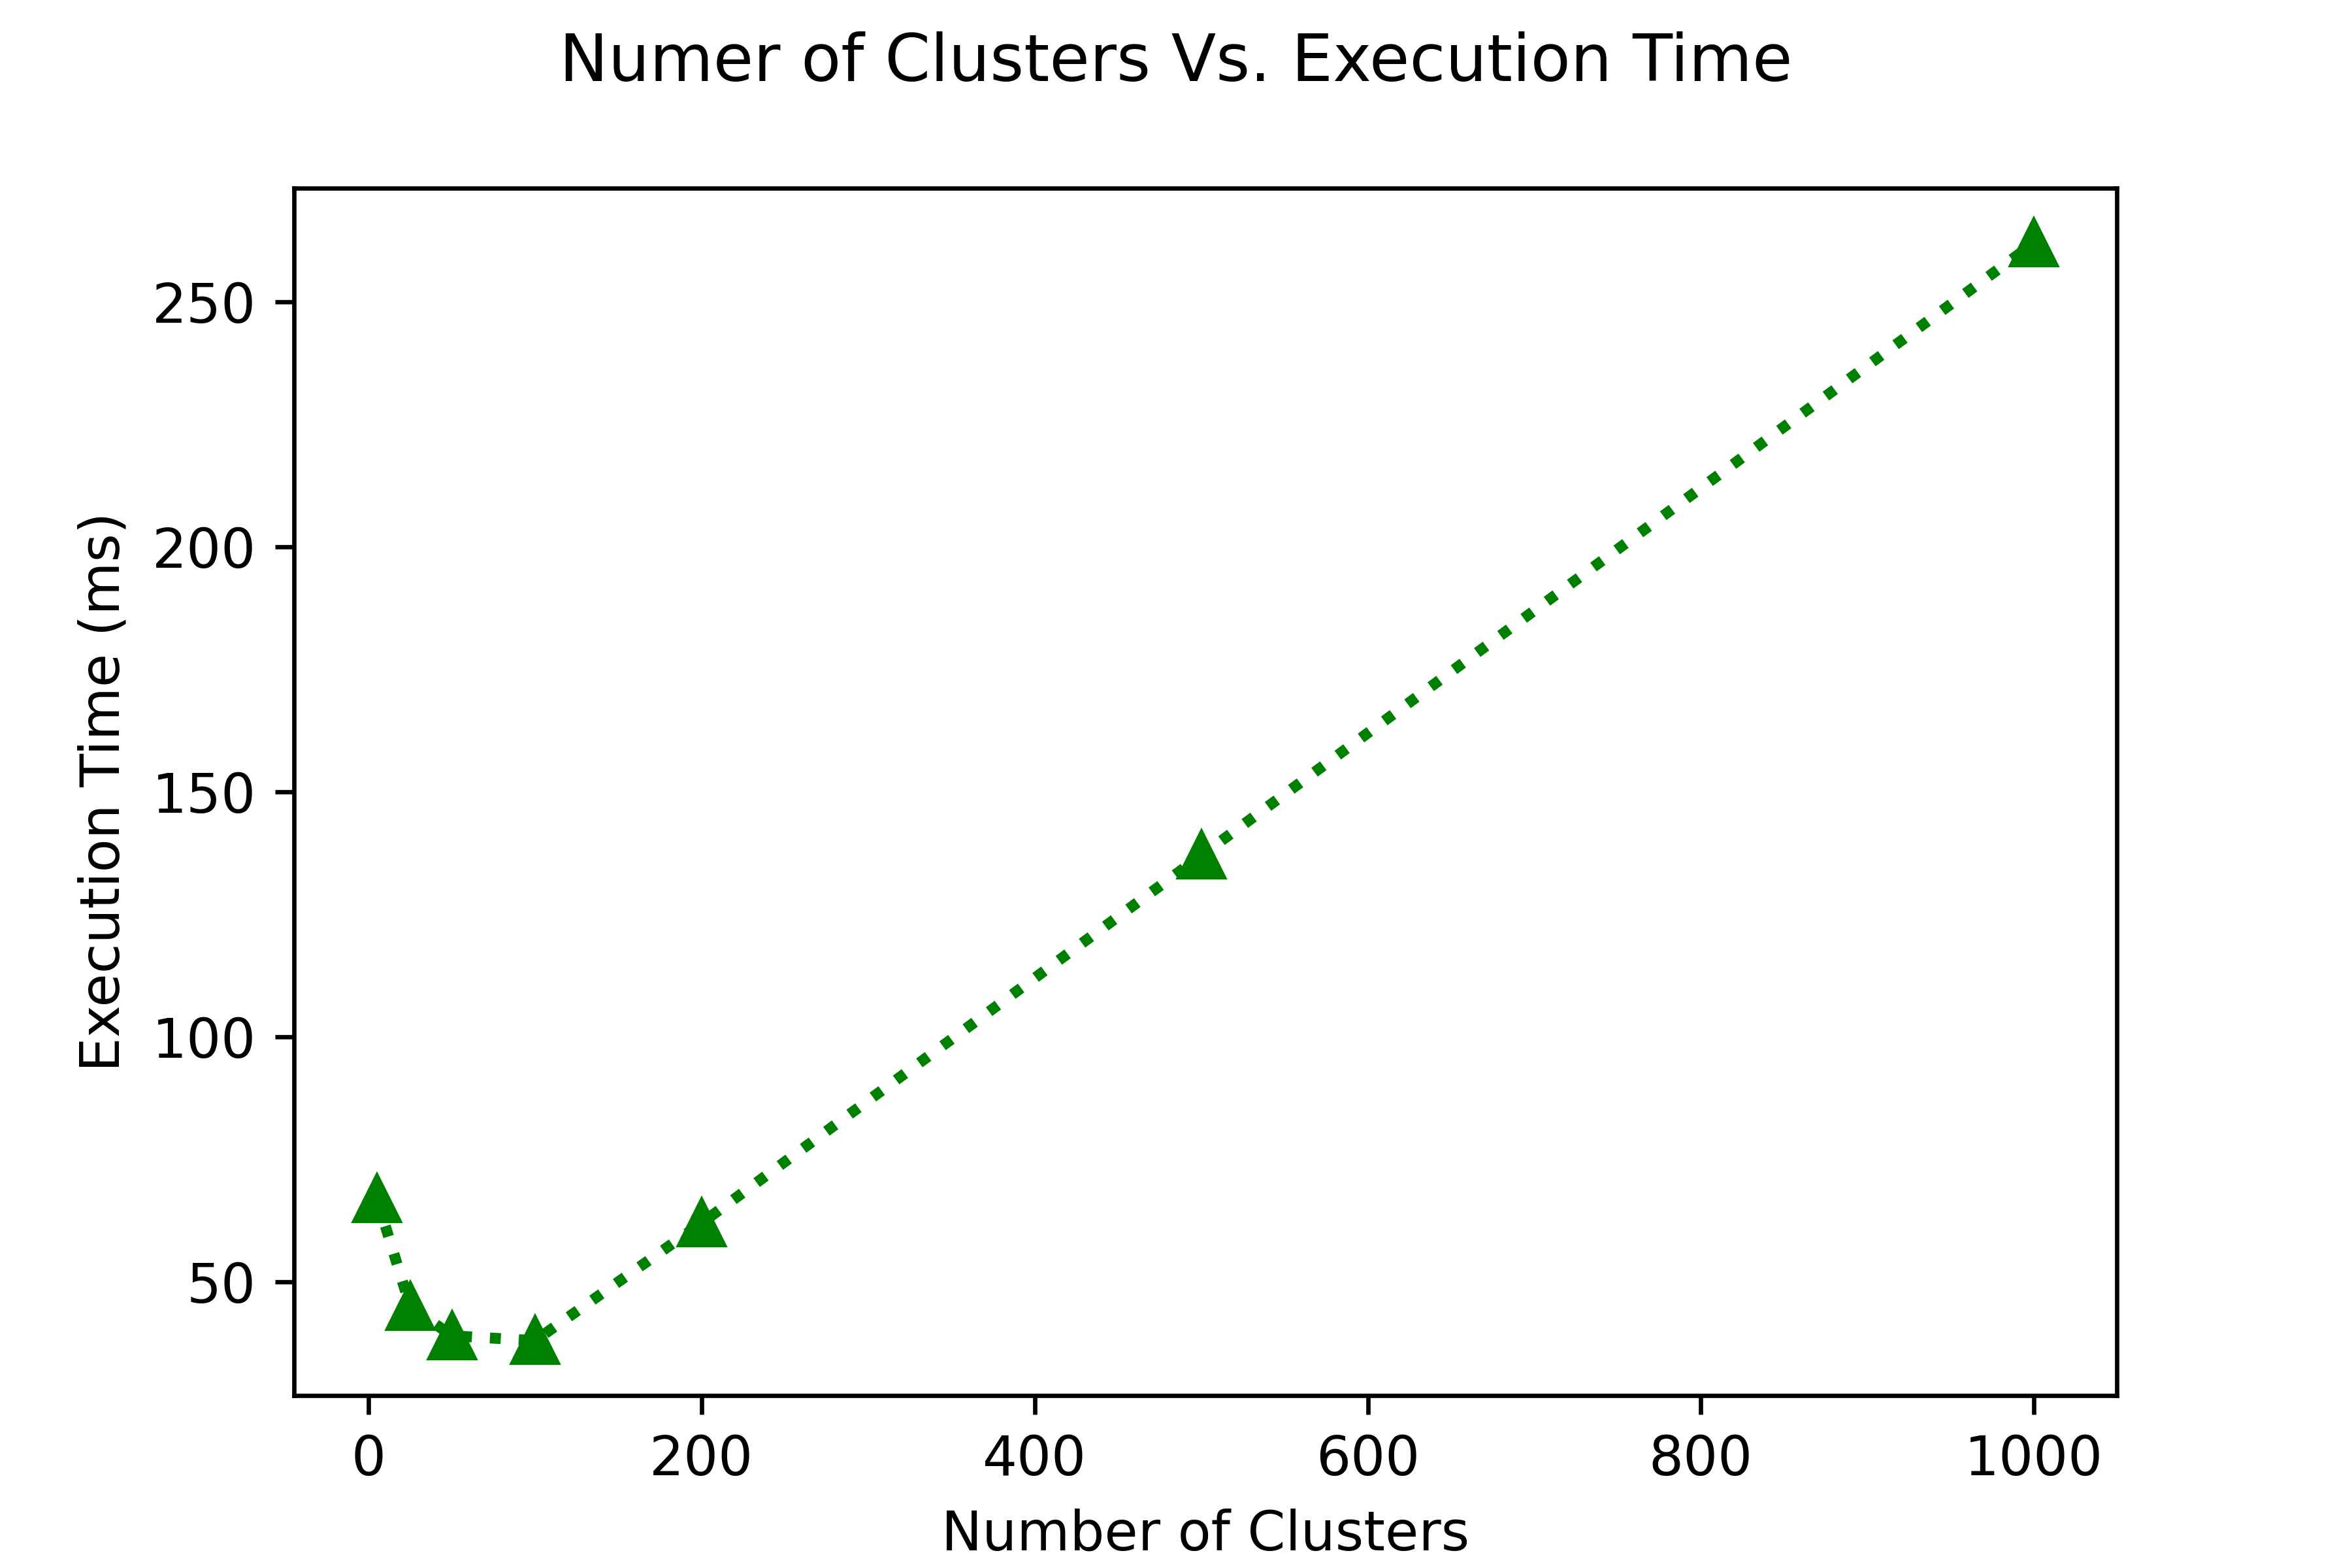 Numer of Clusters Vs. Execution Time
Execution Time (ms)
250
200
150
100
50
0 200 400 600 800 1000
Number of Clusters